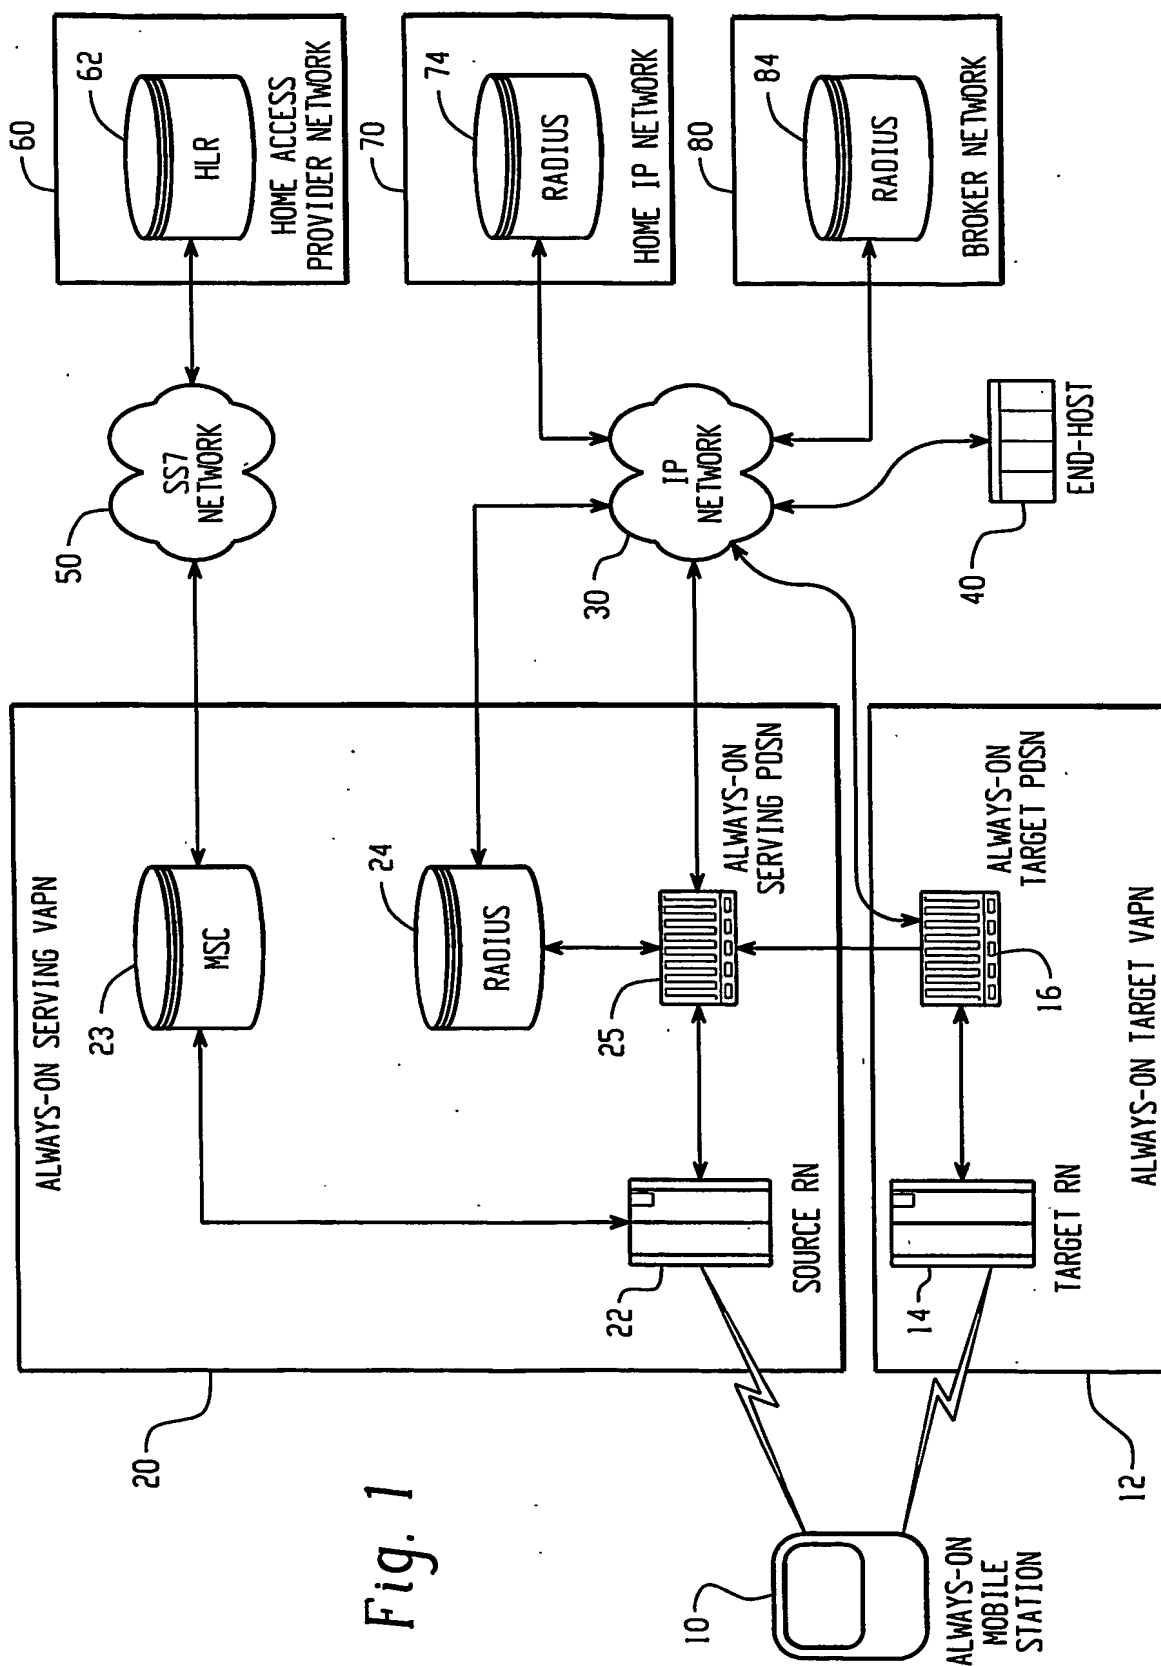 Fig. 1
ALWAYS-ON SERVING VAPN
20
23
MSC
24
RADIUS
25
ALWAYS-ON
SERVING PDSN
22
SOURCE RN
50
SS7
NETWORK
60
62
HLR
HOME ACCESS
PROVIDER NETWORK
70
74
RADIUS
HOME IP NETWORK
80
84
RADIUS
BROKER NETWORK
30
IP
NETWORK
40
END-HOST
10
ALWAYS-ON
MOBILE
STATION
14
TARGET RN
16
ALWAYS-ON
TARGET PDSN
12
ALWAYS-ON TARGET VAPN